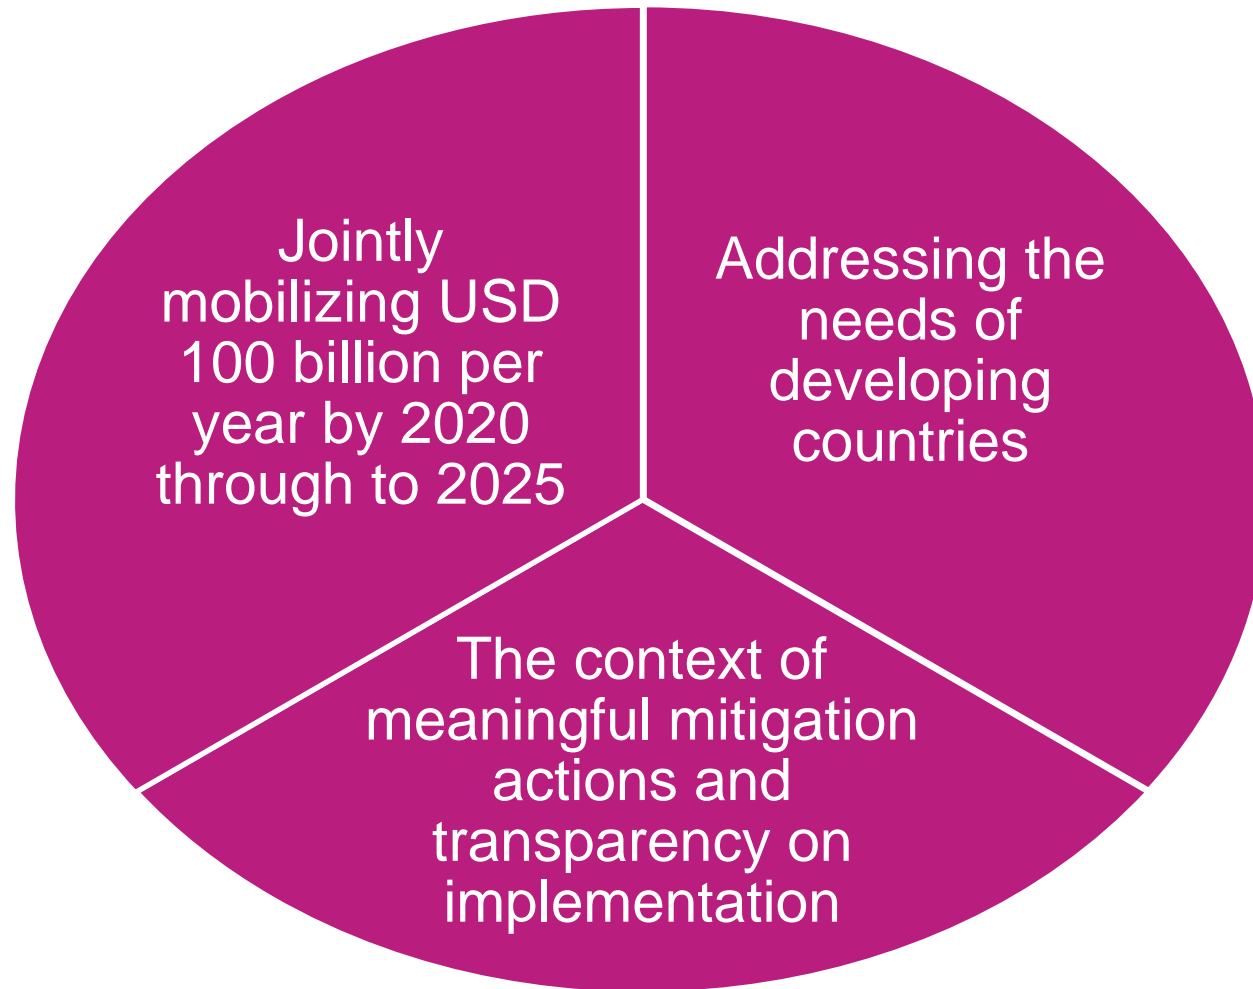 Jointly
mobilizing USD
100 billion per
year by 2020
through to 2025
Addressing the
needs of
developing
countries
The context of
meaningful mitigation
actions and
transparency on
implementation